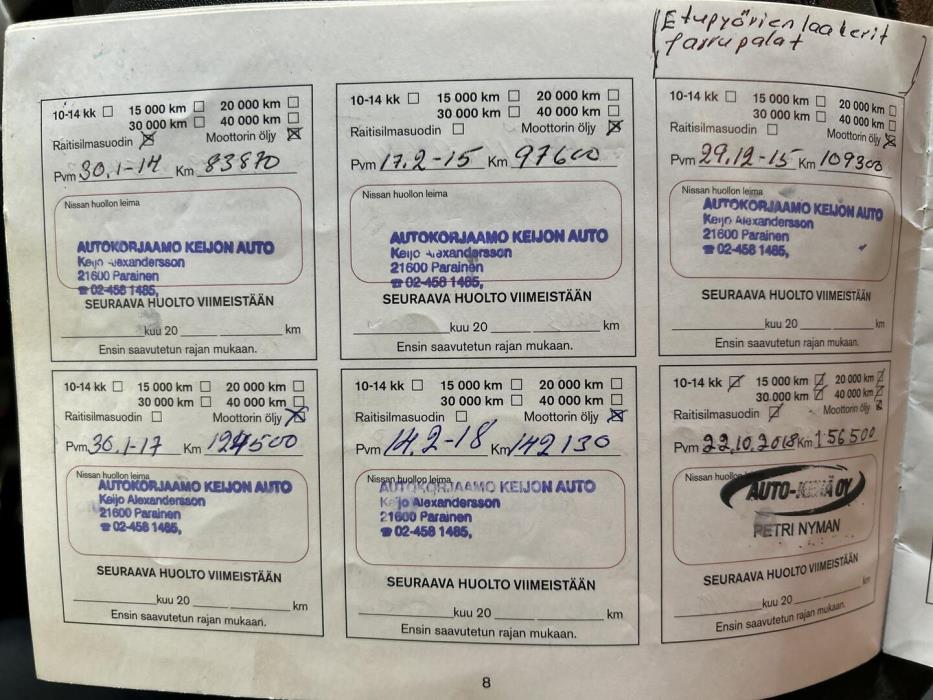 Etupyörien laakerit
jarrupalat
10-14 kk ☐ 15 000 km ☐ 20 000 km ☐
30 000 km ☐ 40 000 km ☐
Raitisilmasuodin ☒ Moottorin öljy ☒
Pvm 30.1-14 Km 83870
Nissan huollon leima
AUTOKORJAAMO KEIJON AUTO
Keijo Alexandersson
21600 Parainen
☎ 02-458 1485,
SEURAAVA HUOLTO VIIMEISTÄÄN
kuu 20 km
Ensin saavutetun rajan mukaan.
10-14 kk ☐ 15 000 km ☐ 20 000 km ☐
30 000 km ☐ 40 000 km ☐
Raitisilmasuodin ☐ Moottorin öljy ☒
Pvm 17.2-15 Km 97600
Nissan huollon leima
AUTOKORJAAMO KEIJON AUTO
Keijo Alexandersson
21600 Parainen
☎ 02-458 1485,
SEURAAVA HUOLTO VIIMEISTÄÄN
kuu 20 km
Ensin saavutetun rajan mukaan.
10-14 kk ☐ 15 000 km ☐ 20 000 km ☐
30 000 km ☐ 40 000 km ☐
Raitisilmasuodin ☐ Moottorin öljy ☒
Pvm 29.12-15 Km 109300
Nissan huollon leima
AUTOKORJAAMO KEIJON AUTO
Keijo Alexandersson
21600 Parainen
☎ 02-458 1485,
SEURAAVA HUOLTO VIIMEISTÄÄN
kuu 20 km
Ensin saavutetun rajan mukaan.
10-14 kk ☐ 15 000 km ☐ 20 000 km ☐
30 000 km ☐ 40 000 km ☐
Raitisilmasuodin ☐ Moottorin öljy ☒
Pvm 30.1-17 Km 124500
Nissan huollon leima
AUTOKORJAAMO KEIJON AUTO
Keijo Alexandersson
21600 Parainen
☎ 02-458 1485,
SEURAAVA HUOLTO VIIMEISTÄÄN
kuu 20 km
Ensin saavutetun rajan mukaan.
10-14 kk ☐ 15 000 km ☐ 20 000 km ☐
30 000 km ☐ 40 000 km ☐
Raitisilmasuodin ☐ Moottorin öljy ☒
Pvm 14.2-18 Km 142130
Nissan huollon leima
AUTOKORJAAMO KEIJON AUTO
Keijo Alexandersson
21600 Parainen
☎ 02-458 1485,
SEURAAVA HUOLTO VIIMEISTÄÄN
kuu 20 km
Ensin saavutetun rajan mukaan.
10-14 kk ☒ 15 000 km ☒ 20 000 km ☒
30 000 km ☒ 40 000 km ☒
Raitisilmasuodin ☒ Moottorin öljy ☒
Pvm 22.10.2018 Km 156500
Nissan huollon
AUTO- OY
PETRI NYMAN
SEURAAVA HUOLTO VIIMEISTÄÄN
kuu 20 km
Ensin saavutetun rajan mukaan.
8